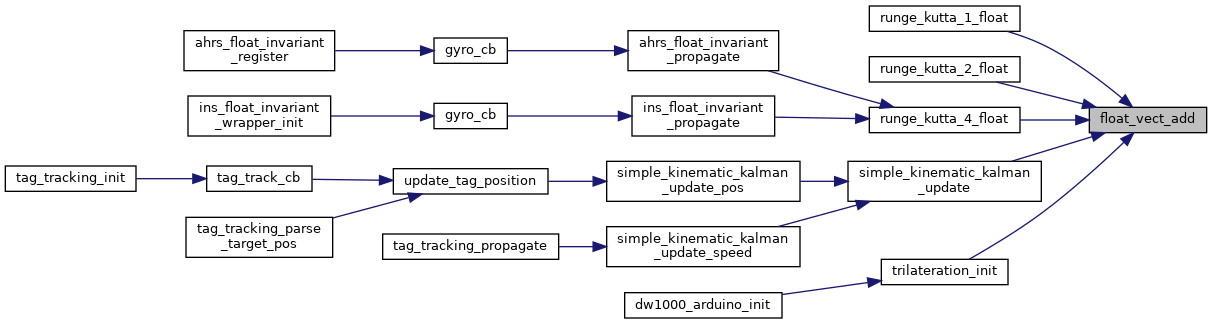 runge_kutta_1_float
ahrs_float_invariant
_register
gyro_cb
ahrs_float_invariant
_propagate
runge_kutta_2_float
ins_float_invariant
_wrapper_init
gyro_cb
ins_float_invariant
_propagate
runge_kutta_4_float
float_vect_add
tag_tracking_init
tag_track_cb
update_tag_position
simple_kinematic_kalman
_update_pos
simple_kinematic_kalman
_update
tag_tracking_parse
_target_pos
tag_tracking_propagate
simple_kinematic_kalman
_update_speed
trilateration_init
dw1000_arduino_init